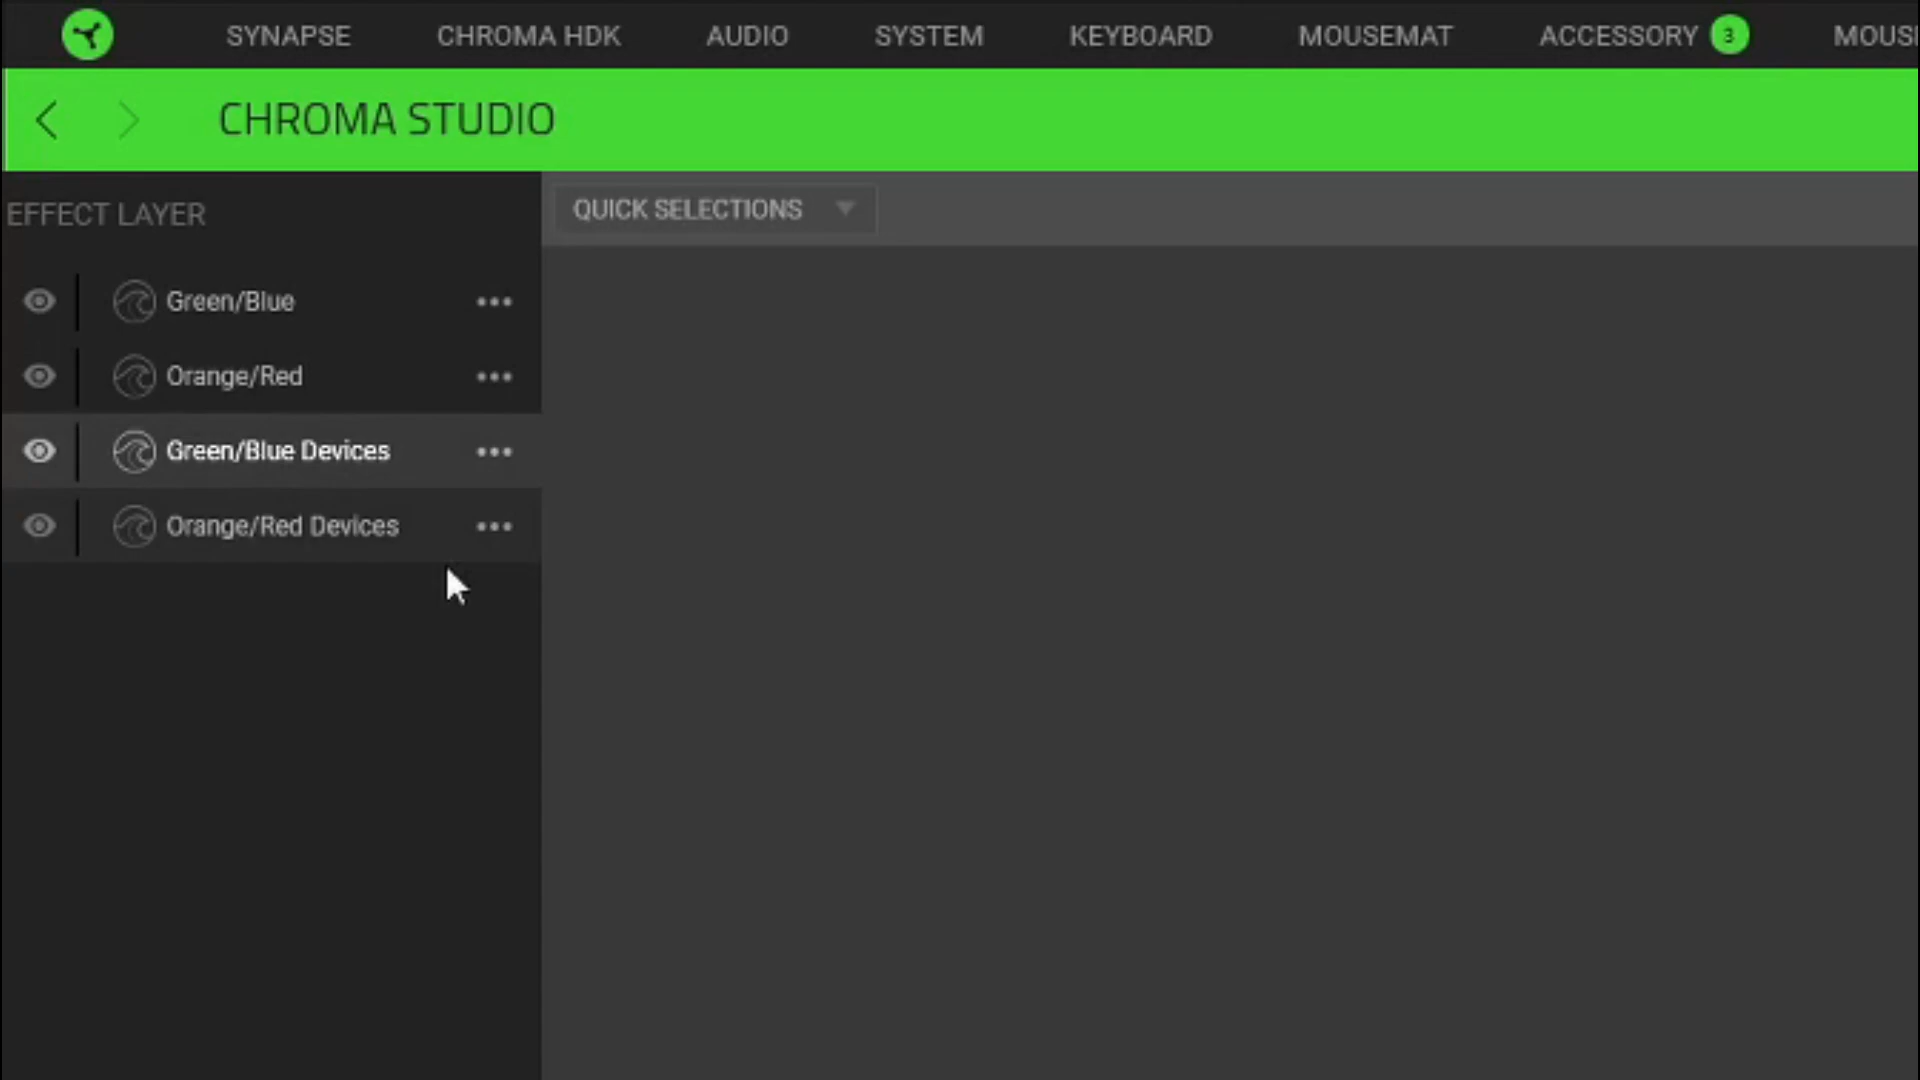 SYNAPSE CHROMA HDK AUDIO SYSTEM KEYBOARD MOUSEMAT ACCESSORY 3
CHROMA STUDIO
EFFECT LAYER
QUICK SELECTIONS
Green/Blue
Orange/Red
Green/Blue Devices
Orange/Red Devices